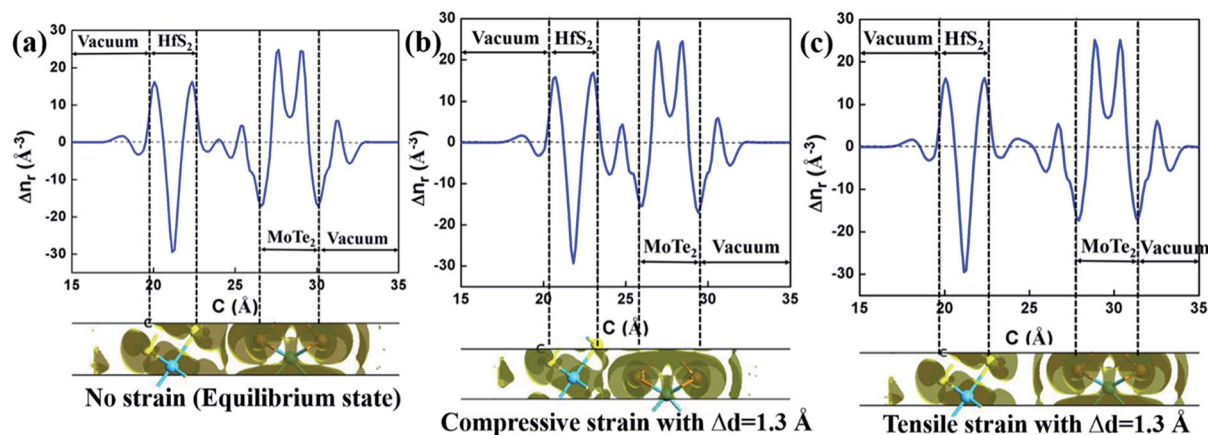 (a)
Vacuum
HfS₂
30
20
10
0
-10
-20
-30
Δnᵣ (Å⁻³)
MoTe₂
Vacuum
15
20
25
30
35
C (Å)
No strain (Equilibrium state)
(b)
Vacuum
HfS₂
30
20
10
0
-10
-20
-30
Δnᵣ (Å⁻³)
MoTe₂
Vacuum
15
20
25
30
35
C (Å)
Compressive strain with Δd=1.3 Å
(c)
Vacuum
HfS₂
30
20
10
0
-10
-20
-30
Δnᵣ (Å⁻³)
MoTe₂
Vacuum
15
20
25
30
35
C (Å)
Tensile strain with Δd=1.3 Å